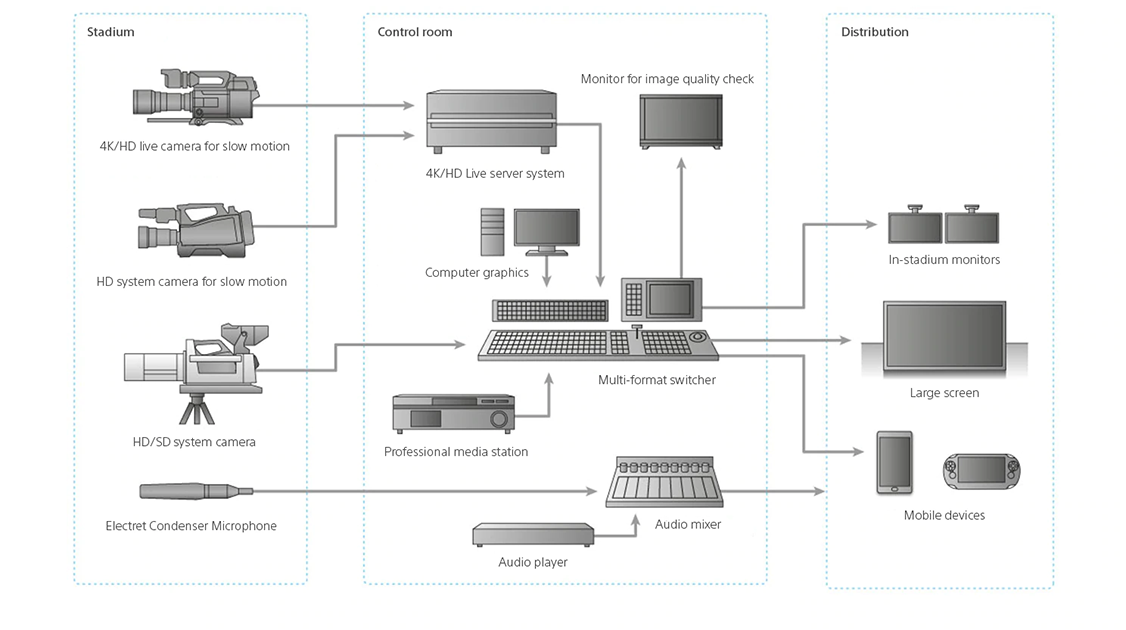 Stadium
4K/HD live camera for slow motion
HD system camera for slow motion
HD/SD system camera
Electret Condenser Microphone
Control room
Monitor for image quality check
4K/HD Live server system
Computer graphics
Multi-format switcher
Professional media station
Audio mixer
Audio player
Distribution
In-stadium monitors
Large screen
Mobile devices